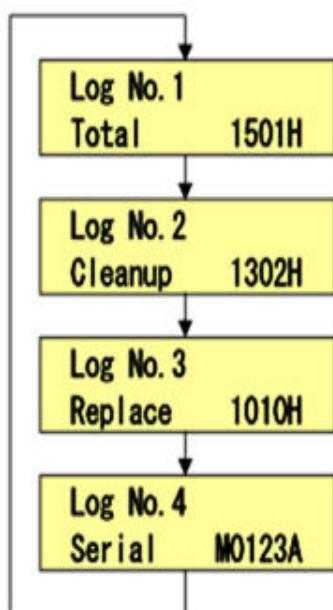 Log No. 1
Total 1501H
Log No. 2
Cleanup 1302H
Log No. 3
Replace 1010H
Log No. 4
Serial M0123A